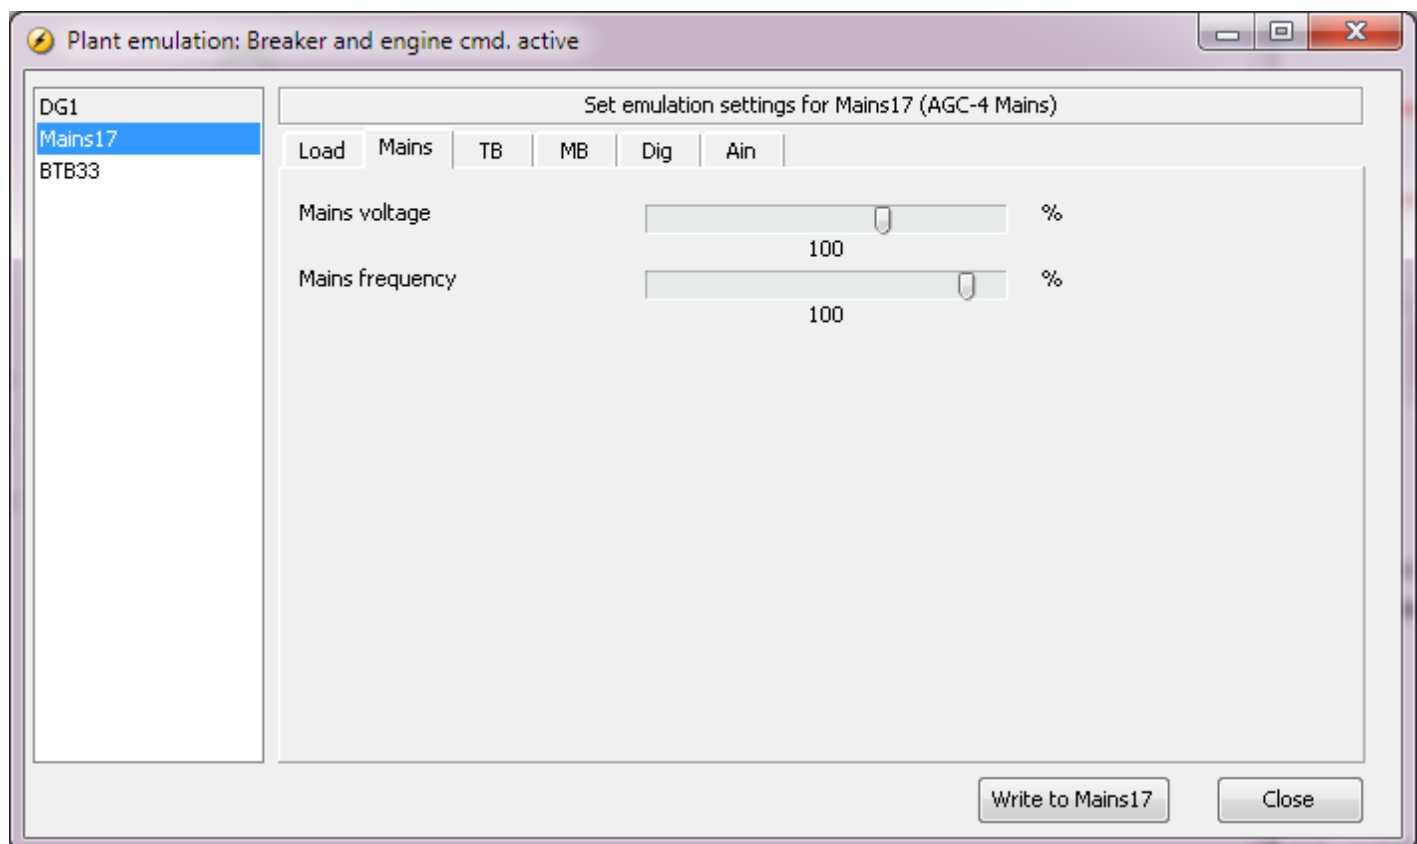 Plant emulation: Breaker and engine cmd. active
DG1
Mains17
BTB33
Set emulation settings for Mains17 (AGC-4 Mains)
Load Mains TB MB Dig Ain
Mains voltage %
100
Mains frequency %
100
Write to Mains17 Close